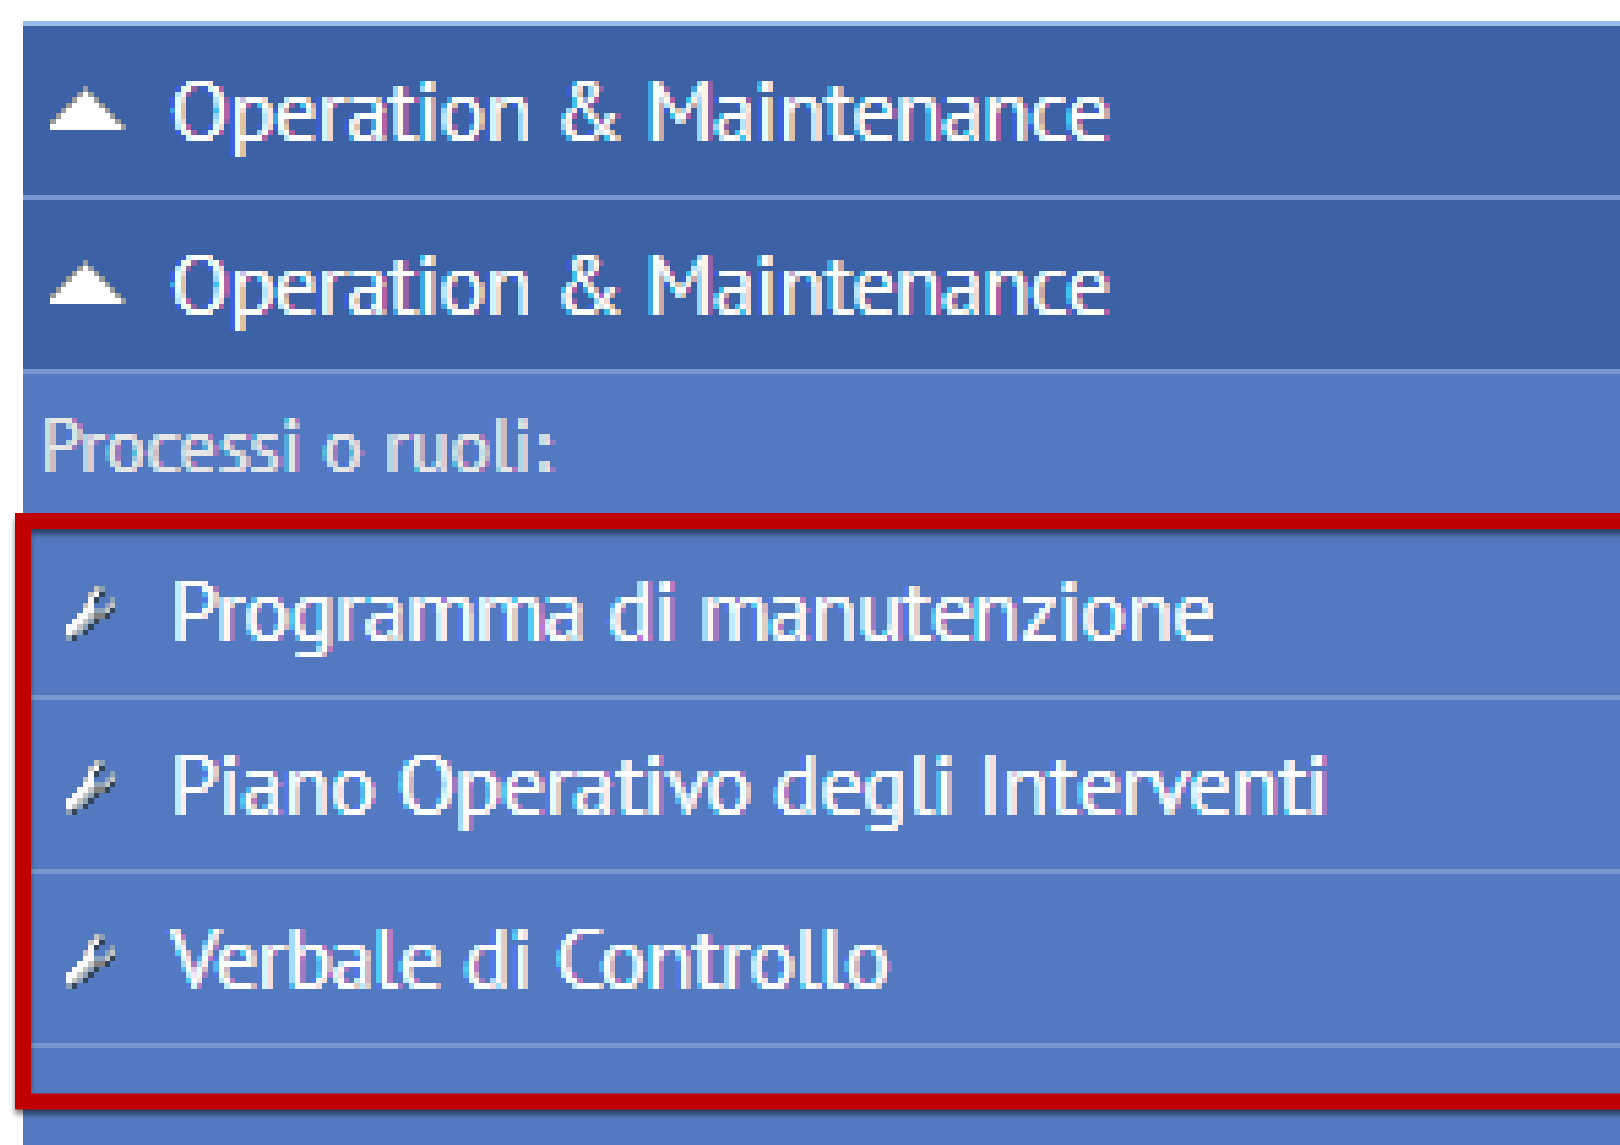 Operation & Maintenance
Operation & Maintenance
Processi o ruoli:
Programma di manutenzione
Piano Operativo degli Interventi
Verbale di Controllo